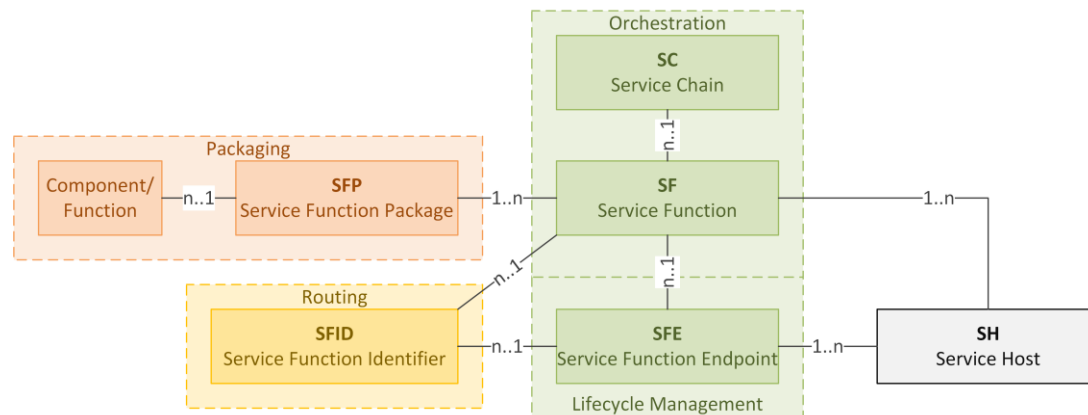 Orchestration
SC
Service Chain
n..1
Packaging
Component/
Function
n..1
SFP
Service Function Package
1..n
SF
Service Function
1..n
n..1
n..1
Routing
SFID
Service Function Identifier
n..1
SFE
Service Function Endpoint
1..n
SH
Service Host
Lifecycle Management